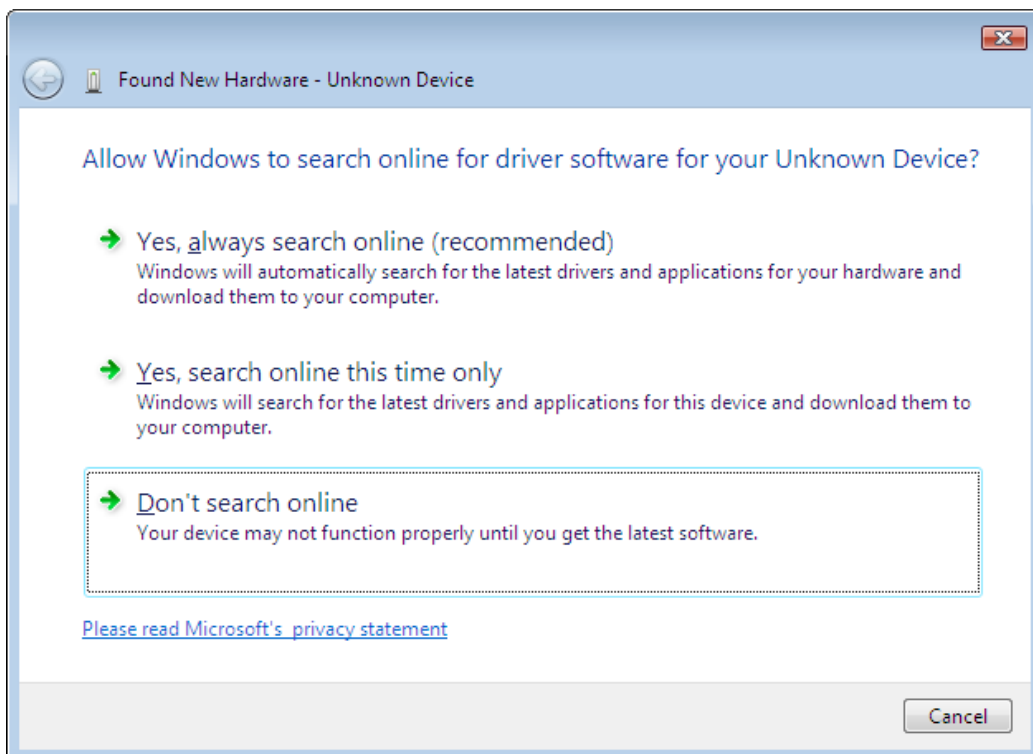 Found New Hardware - Unknown Device
Allow Windows to search online for driver software for your Unknown Device?
Yes, always search online (recommended)
Windows will automatically search for the latest drivers and applications for your hardware and
download them to your computer.
Yes, search online this time only
Windows will search for the latest drivers and applications for this device and download them to
your computer.
Don't search online
Your device may not function properly until you get the latest software.
Please read Microsoft's privacy statement
Cancel